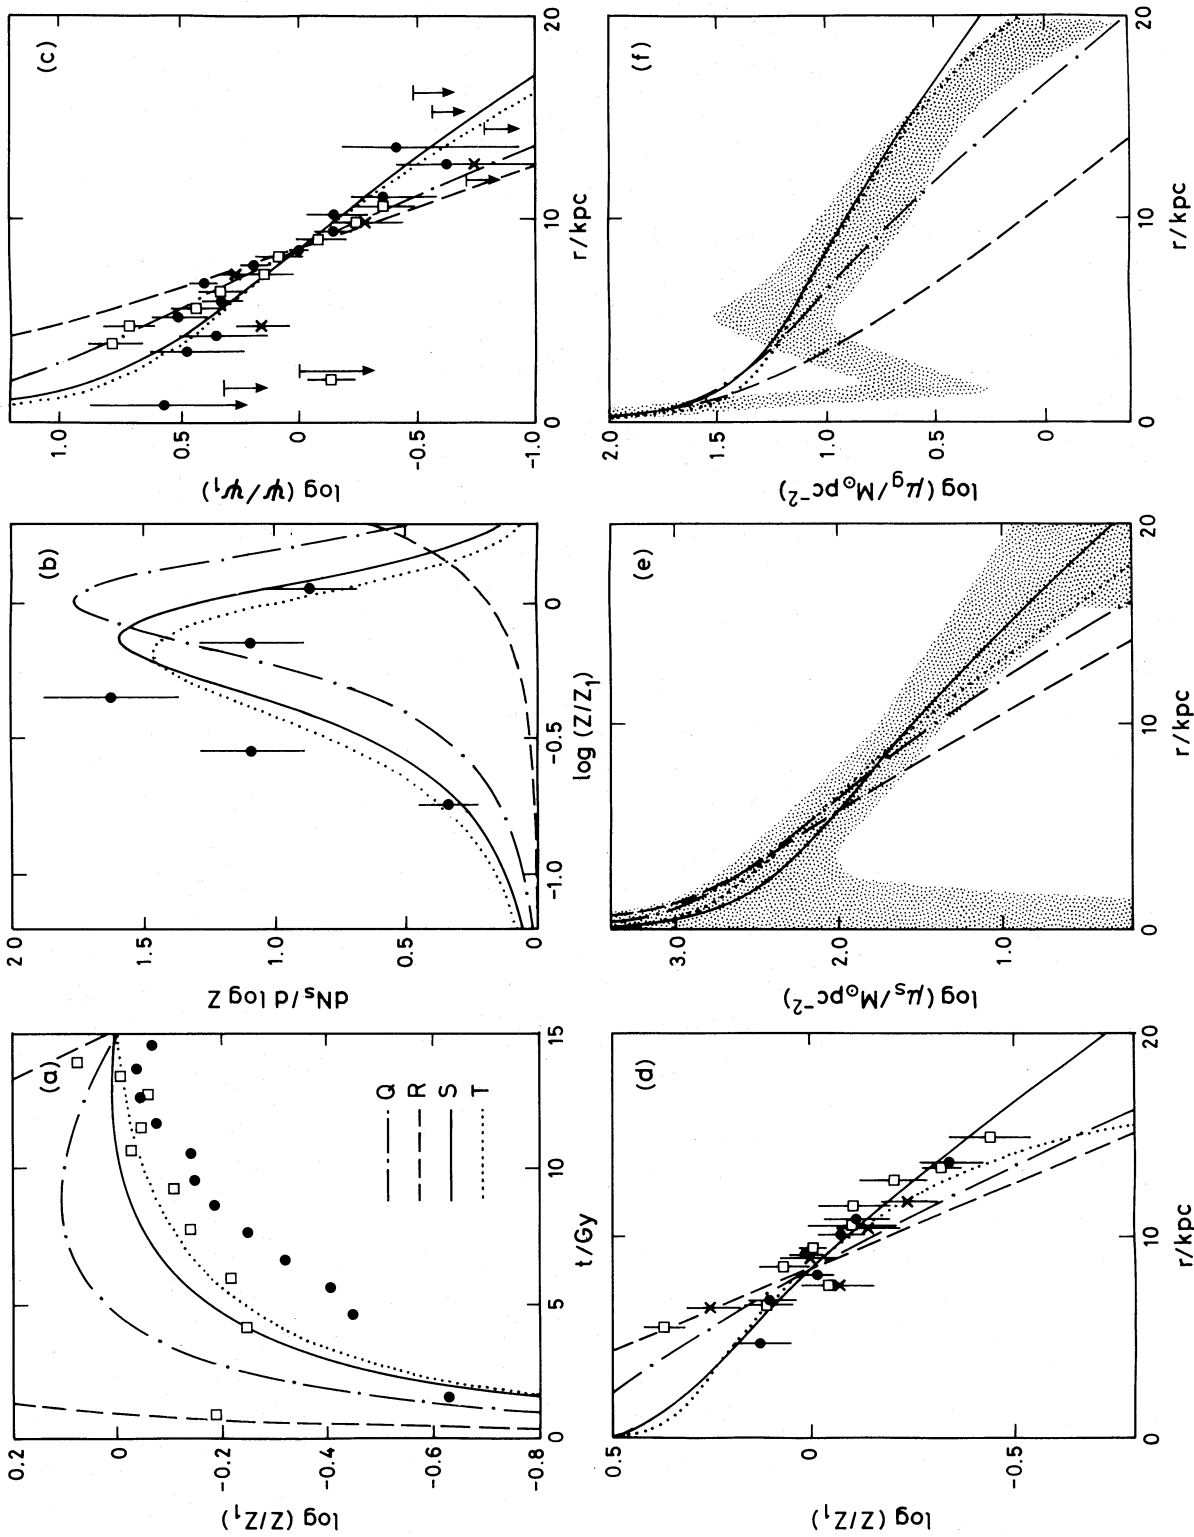 (a)
0.2
0
-0.2
-0.4
-0.6
-0.8
log (Z/Z₁)
0
5
10
15
t/Gy
Q
R
S
T
(b)
2.0
1.5
1.0
0.5
0
dNₛ/d log Z
-1.0
-0.5
0
log (Z/Z₁)
(c)
1.0
0.5
0
-0.5
-1.0
log (ψ/ψ₁)
0
10
20
r/kpc
(d)
0.5
0
-0.5
log (Z/Z₁)
0
10
20
r/kpc
(e)
3.0
2.0
1.0
log (μₛ/M⊙pc⁻²)
0
10
20
r/kpc
(f)
2.0
1.5
1.0
0.5
0
log (μg/M⊙pc⁻²)
0
10
20
r/kpc